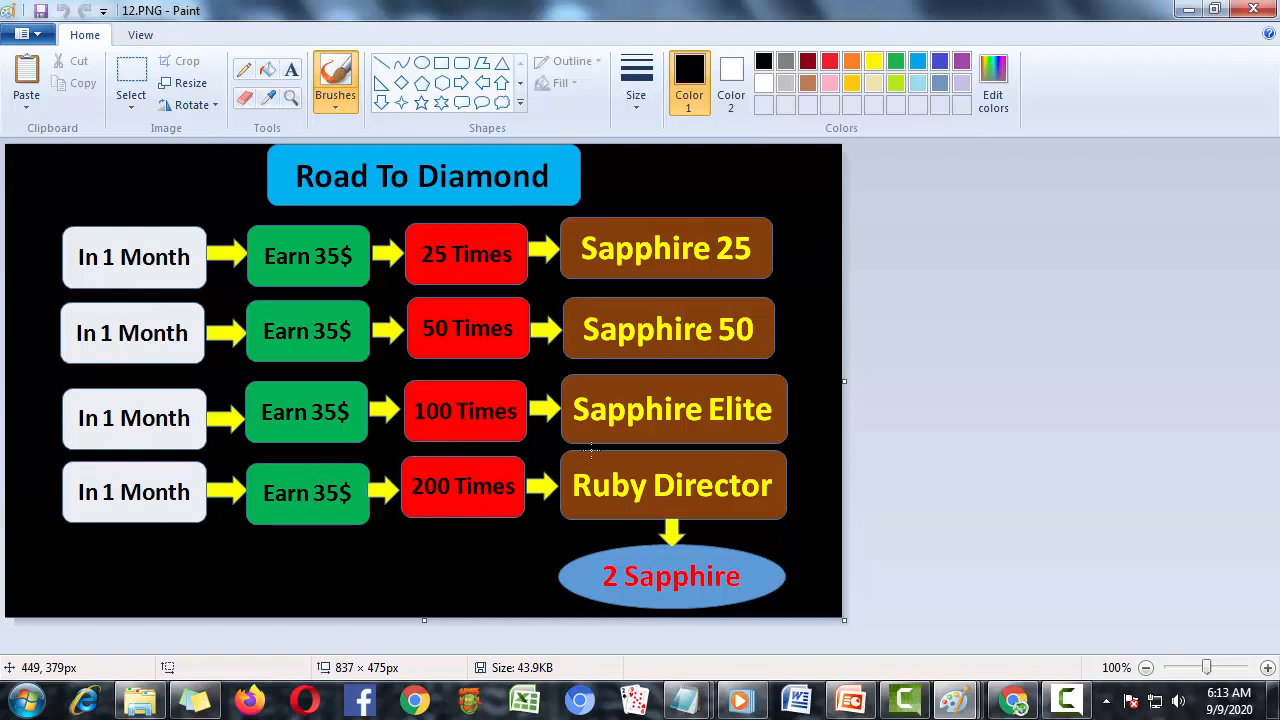 12.PNG - Paint
Home View
Paste
Cut
Copy
Clipboard
Select
Crop
Resize
Rotate
Image
A
Tools
Brushes
Outline
Fill
Shapes
Size
Color 1
Color 2
Edit colors
Colors
Road To Diamond
In 1 Month Earn 35$ 25 Times Sapphire 25
In 1 Month Earn 35$ 50 Times Sapphire 50
In 1 Month Earn 35$ 100 Times Sapphire Elite
In 1 Month Earn 35$ 200 Times Ruby Director
2 Sapphire
449, 379px 837 × 475px Size: 43.9KB 100%
6:13 AM
9/9/2020